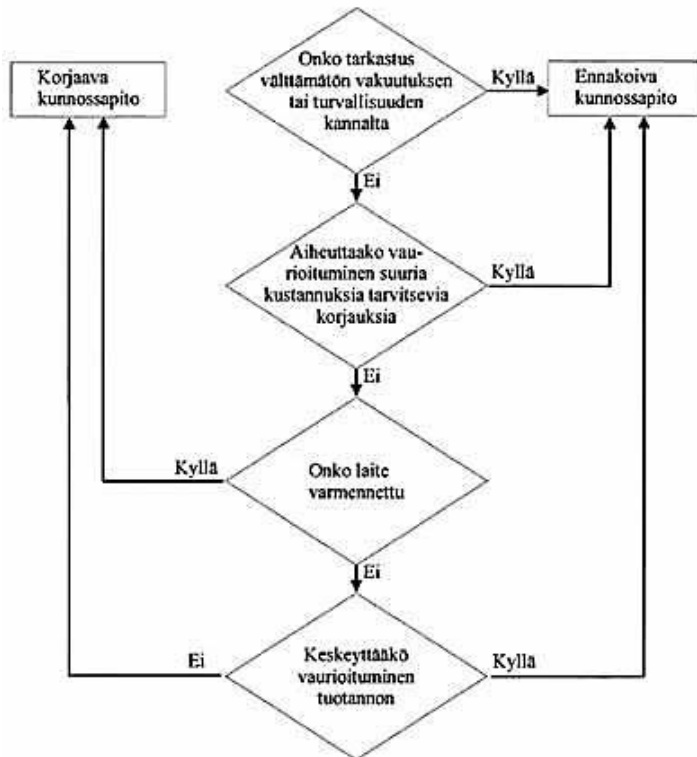 Korjaava
kunnossapito
Onko tarkastus
välttämätön vakuutuksen
tai turvallisuuden
kannalta
Kyllä
Ennakoiva
kunnossapito
Ei
Aiheuttaako vau-
rioituminen suuria
kustannuksia tarvitsevia
korjauksia
Kyllä
Ei
Kyllä
Onko laite
varmennettu
Ei
Ei
Keskeyttääkö
vaurioituminen
tuotannon
Kyllä